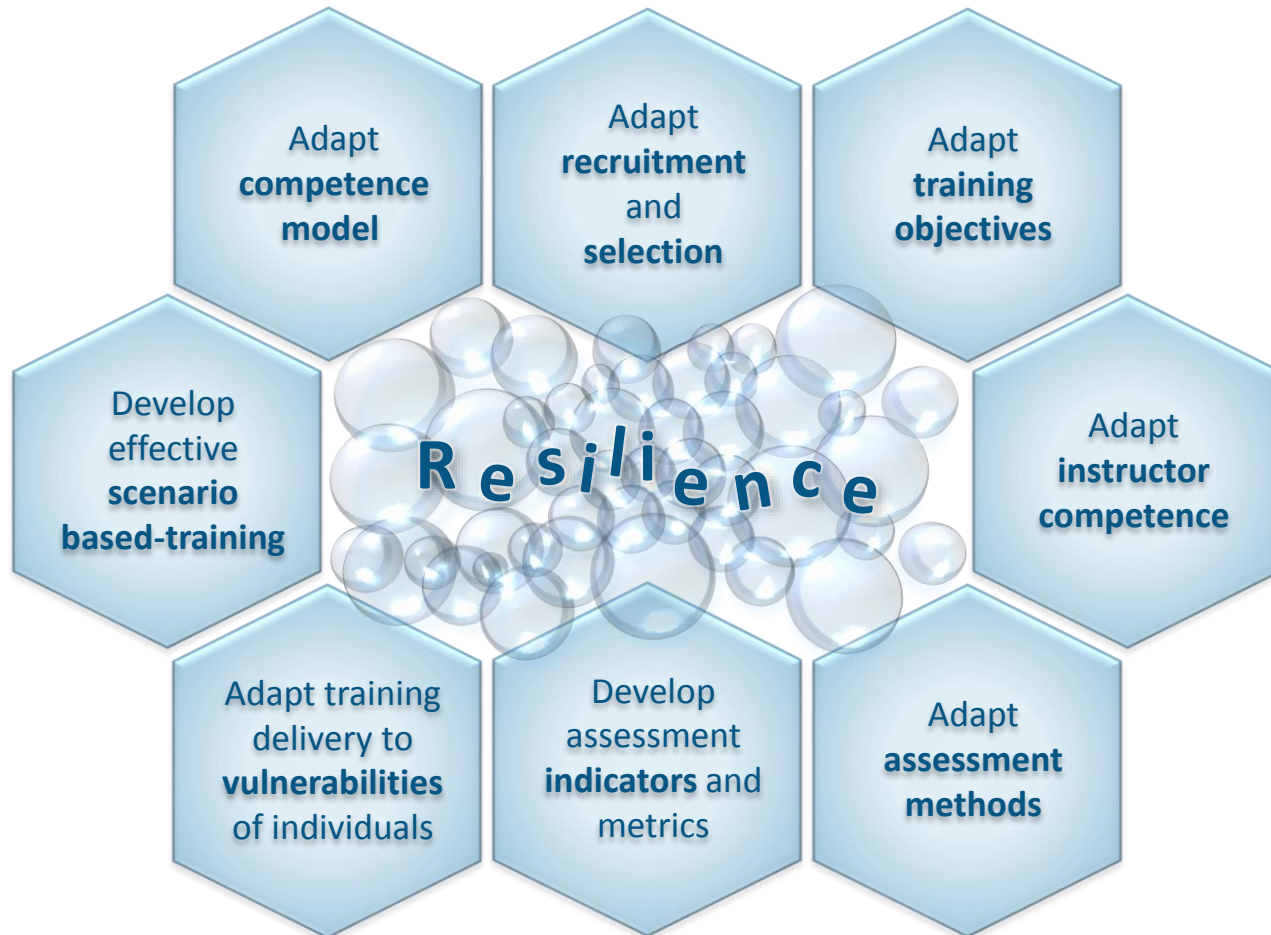 Adapt
competence
model
Adapt
recruitment
and
selection
Adapt
training
objectives
Develop
effective
scenario
based-training
Resilience
Adapt
instructor
competence
Adapt training
delivery to
vulnerabilities
of individuals
Develop
assessment
indicators and
metrics
Adapt
assessment
methods